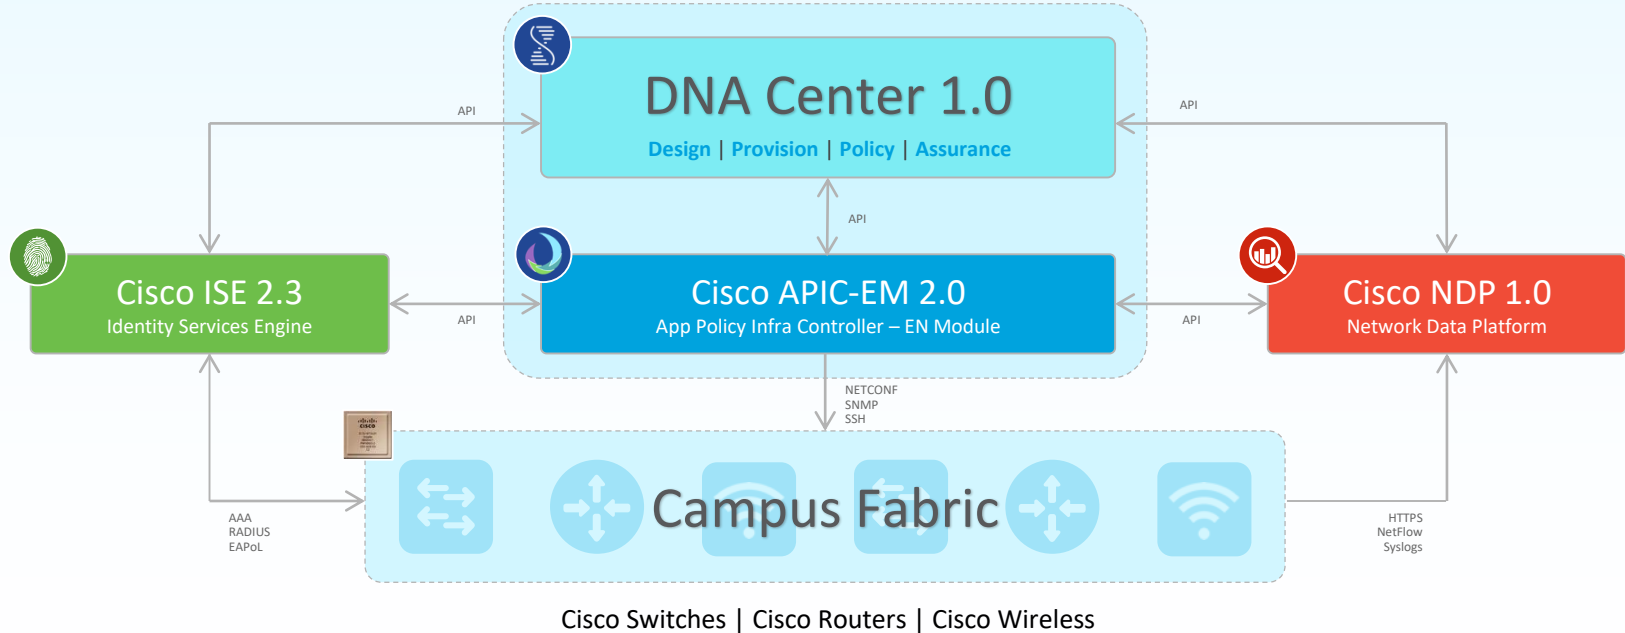 DNA Center 1.0
Design | Provision | Policy | Assurance
API
API
API
Cisco ISE 2.3
Identity Services Engine
API
Cisco APIC-EM 2.0
App Policy Infra Controller – EN Module
API
Cisco NDP 1.0
Network Data Platform
NETCONF
SNMP
SSH
CISCO
Campus Fabric
AAA
RADIUS
EAPoL
HTTPS
NetFlow
Syslogs
Cisco Switches | Cisco Routers | Cisco Wireless